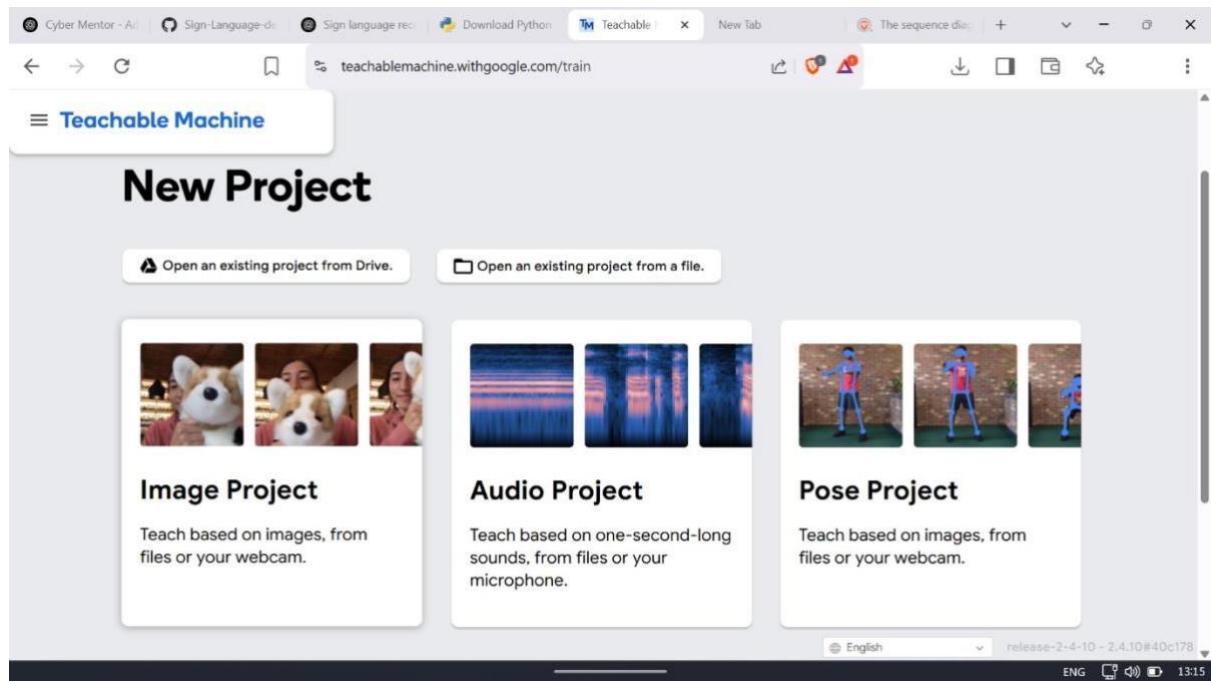 Cyber Mentor - Ad
Sign-Language-de
Sign language rec
Download Python
TM Teachable
New Tab
The sequence diag
teachablemachine.withgoogle.com/train
Teachable Machine
New Project
Open an existing project from Drive.
Open an existing project from a file.
Image Project
Teach based on images, from
files or your webcam.
Audio Project
Teach based on one-second-long
sounds, from files or your
microphone.
Pose Project
Teach based on images, from
files or your webcam.
English
release-2-4-10 - 2.4.10#40c178
ENG
13:15